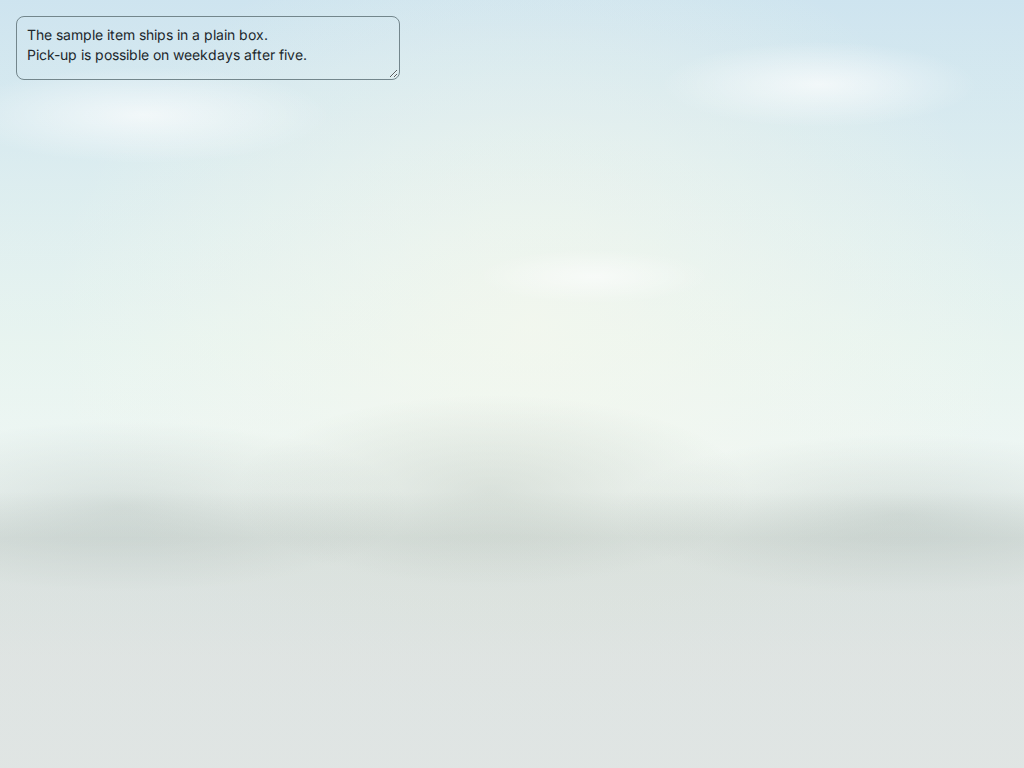 The sample item ships in a plain box.
Pick-up is possible on weekdays after five.